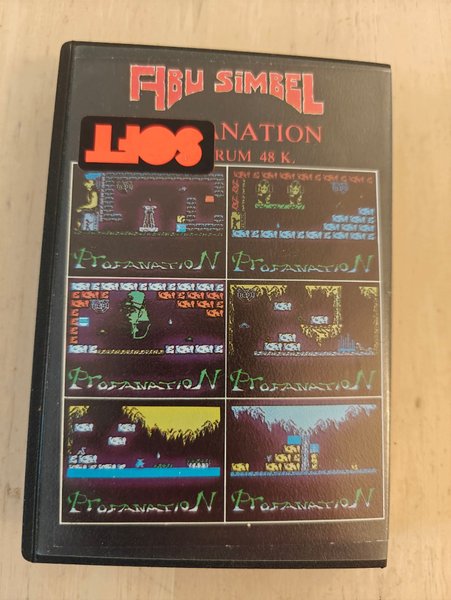 ABU SIMBEL
ANATION
SOFT
RUM 48 K.
PROFANATION
PROFANATION
PROFANATION
PROFANATION
PROFANATION
PROFANATION